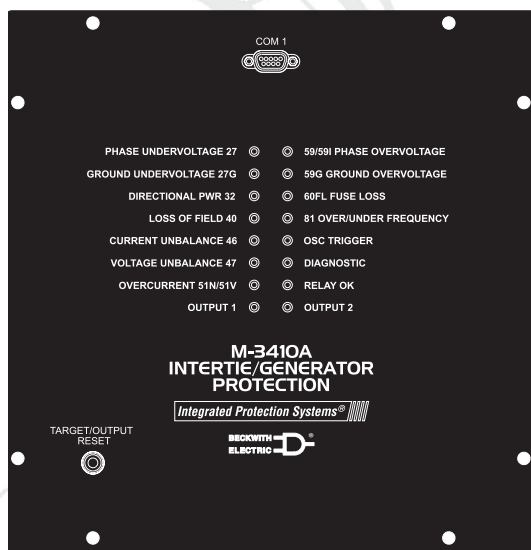 COM 1
PHASE UNDERVOLTAGE 27
59/59I PHASE OVERVOLTAGE
GROUND UNDERVOLTAGE 27G
59G GROUND OVERVOLTAGE
DIRECTIONAL PWR 32
60FL FUSE LOSS
LOSS OF FIELD 40
81 OVER/UNDER FREQUENCY
CURRENT UNBALANCE 46
OSC TRIGGER
VOLTAGE UNBALANCE 47
DIAGNOSTIC
OVERCURRENT 51N/51V
RELAY OK
OUTPUT 1
OUTPUT 2
M-3410A
INTERTIE/GENERATOR
PROTECTION
Integrated Protection Systems®
TARGET/OUTPUT
RESET
BECKWITH
ELECTRIC ®